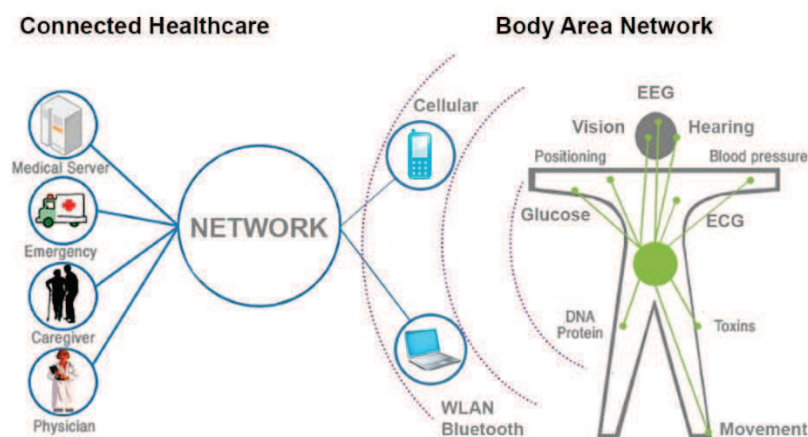 Connected Healthcare
Body Area Network
Medical Server
Emergency
Caregiver
Physician
NETWORK
Cellular
WLAN
Bluetooth
EEG
Vision
Hearing
Positioning
Blood pressure
Glucose
ECG
DNA
Protein
Toxins
Movement